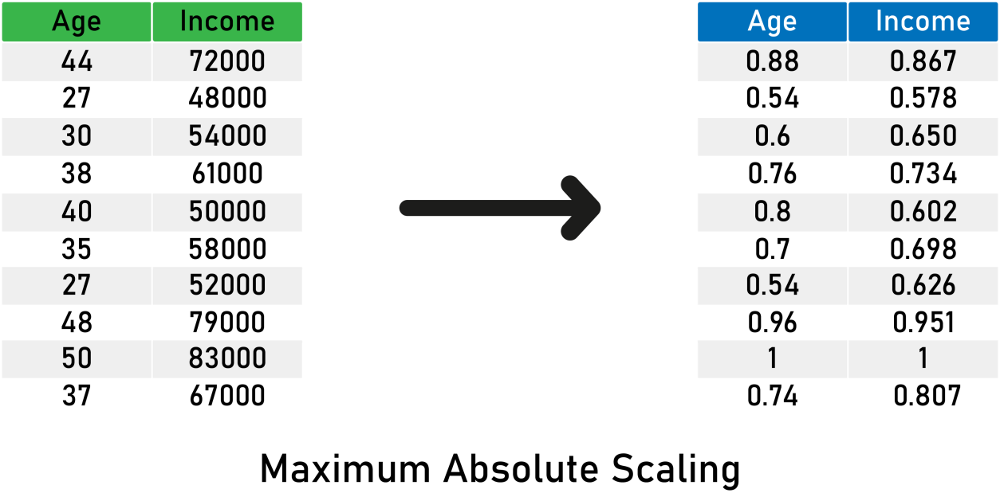 Age Income Age Income
44 72000 0.88 0.867
27 48000 0.54 0.578
30 54000 0.6 0.650
38 61000 0.76 0.734
40 50000 0.8 0.602
35 58000 0.7 0.698
27 52000 0.54 0.626
48 79000 0.96 0.951
50 83000 1 1
37 67000 0.74 0.807
Maximum Absolute Scaling